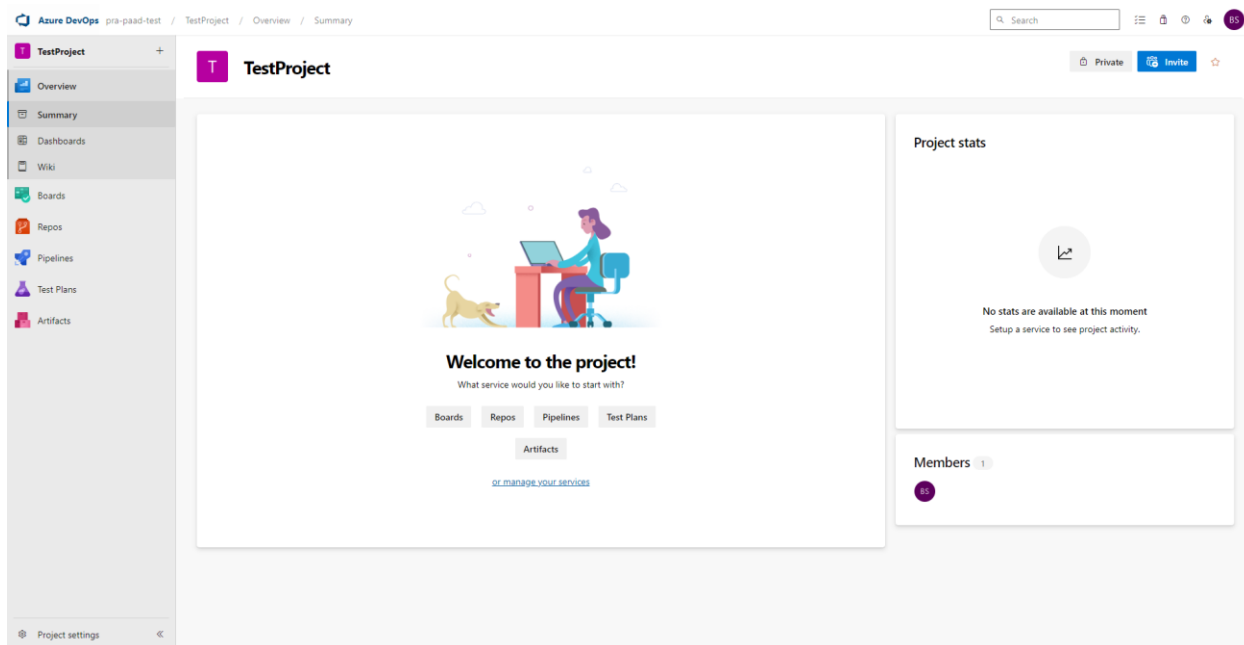 Azure DevOps pra-paad-test / TestProject / Overview / Summary
Search
BS
T TestProject +
Overview
Summary
Dashboards
Wiki
Boards
Repos
Pipelines
Test Plans
Artifacts
Project settings
T TestProject
Private
Invite
Welcome to the project!
What service would you like to start with?
Boards Repos Pipelines Test Plans
Artifacts
or manage your services
Project stats
No stats are available at this moment
Setup a service to see project activity.
Members 1
BS